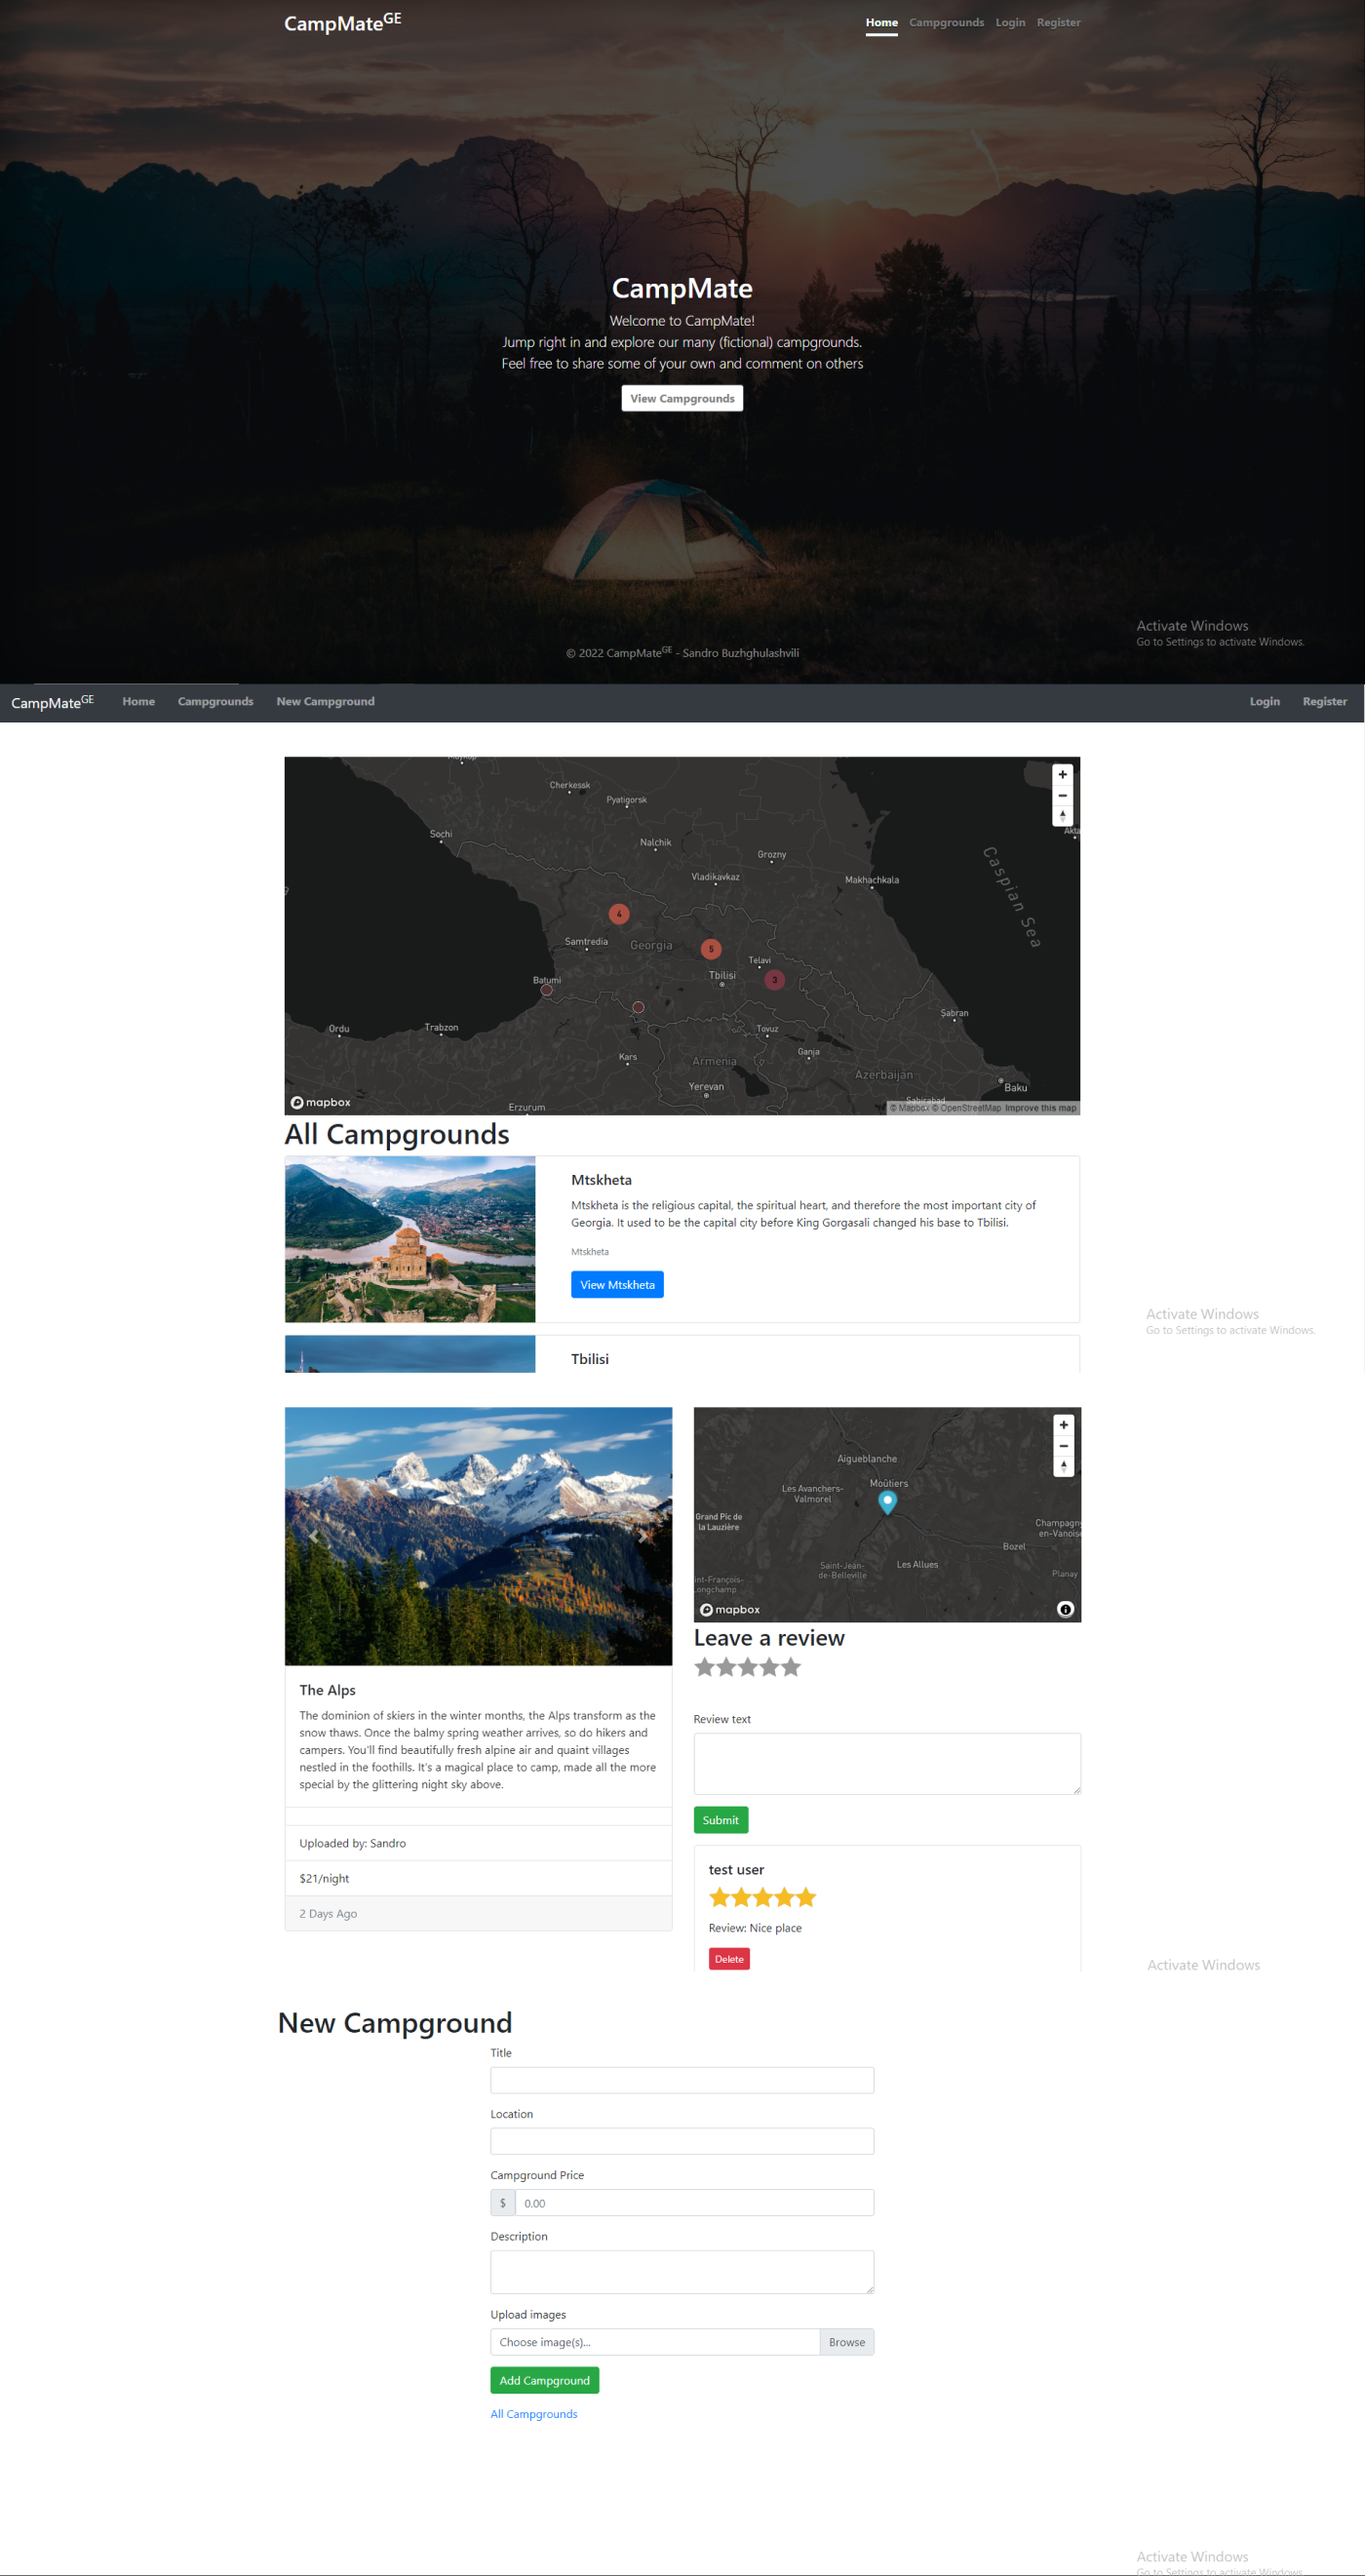 CampMateGE
Home Campgrounds Login Register
CampMate
Welcome to CampMate!
Jump right in and explore our many (fictional) campgrounds.
Feel free to share some of your own and comment on others
View Campgrounds
Activate Windows
Go to Settings to activate Windows.
© 2022 CampMateGE - Sandro Buzhghulashvili
CampMateGE Home Campgrounds New Campground Login Register
Cherkessk
Pyatigorsk
Sochi
Nalchik
Grozny
Vladikavkaz
Makhachkala
Caspian Sea
4
Samtredia
Georgia
5
Telavi
Tbilisi
3
Batumi
Ordu
Trabzon
Tovuz
Şabran
Kars
Armenia
Ganja
Azerbaijan
Yerevan
Baku
Erzurum
mapbox
© Mapbox © OpenStreetMap Improve this map
All Campgrounds
Mtskheta
Mtskheta is the religious capital, the spiritual heart, and therefore the most important city of
Georgia. It used to be the capital city before King Gorgasali changed his base to Tbilisi.
Mtskheta
View Mtskheta
Activate Windows
Go to Settings to activate Windows.
Tbilisi
Aigueblanche
Moûtiers
Les Avanchers-
Valmorel
Grand Pic de
la Lauzière
Champagny-
en-Vanoise
Bozel
Saint-Jean-
de-Belleville
Les Allues
Planay
mapbox
The Alps
The dominion of skiers in the winter months, the Alps transform as the
snow thaws. Once the balmy spring weather arrives, so do hikers and
campers. You'll find beautifully fresh alpine air and quaint villages
nestled in the foothills. It's a magical place to camp, made all the more
special by the glittering night sky above.
Uploaded by: Sandro
$21/night
2 Days Ago
Leave a review
Review text
Submit
test user
Review: Nice place
Delete
Activate Windows
New Campground
Title
Location
Campground Price
$ 0.00
Description
Upload images
Choose image(s)... Browse
Add Campground
All Campgrounds
Activate Windows
Go to Settings to activate Windows.